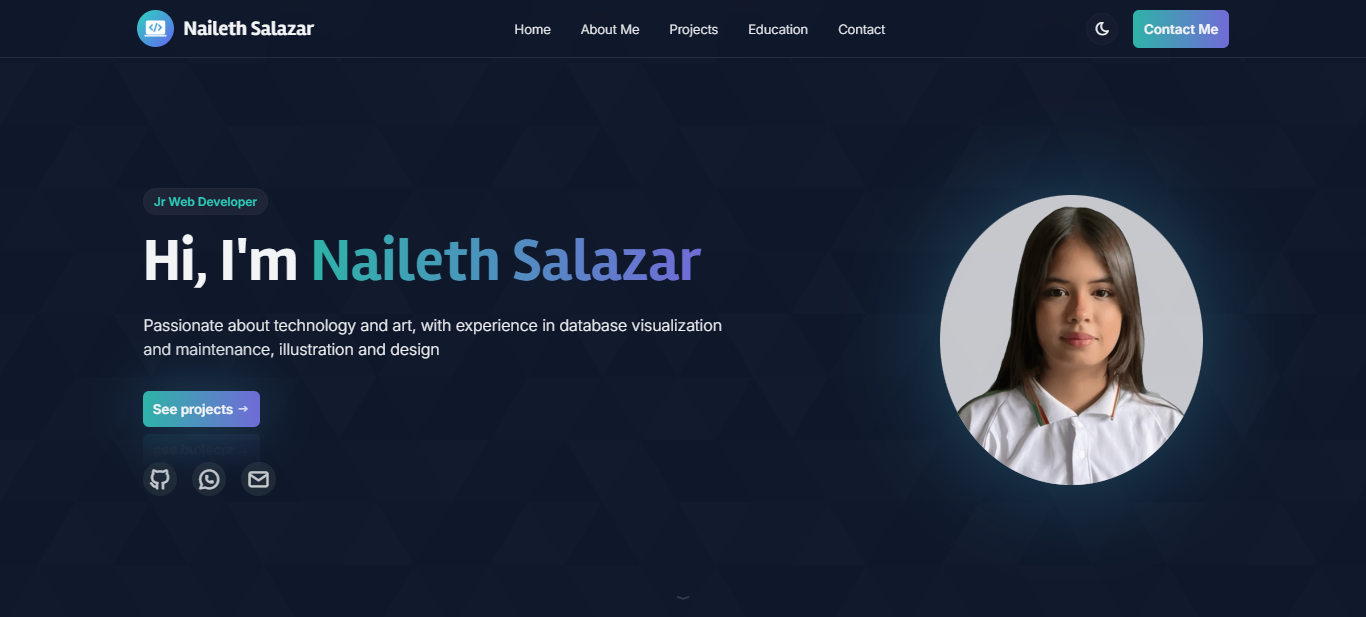 Naileth Salazar
Home
About Me
Projects
Education
Contact
Contact Me
Jr Web Developer
Hi, I'm Naileth Salazar
Passionate about technology and art, with experience in database visualization
and maintenance, illustration and design
See projects →